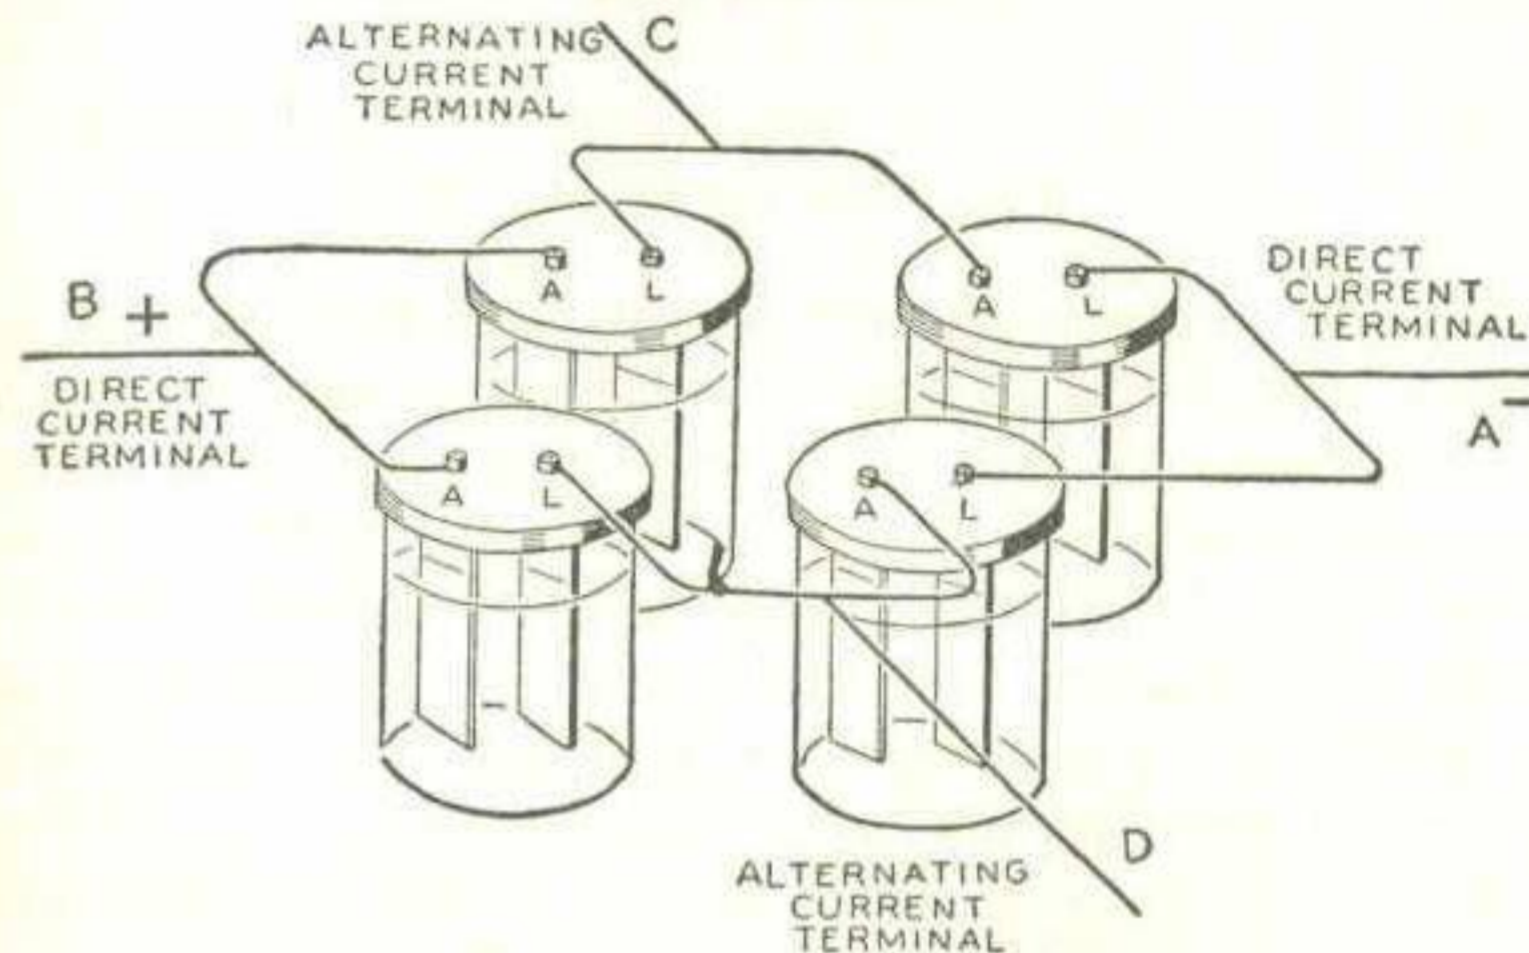 ALTERNATING
CURRENT
TERMINAL
C
B +
DIRECT
CURRENT
TERMINAL
A L
A L
DIRECT
CURRENT
TERMINAL
A -
A L
A L
D
ALTERNATING
CURRENT
TERMINAL